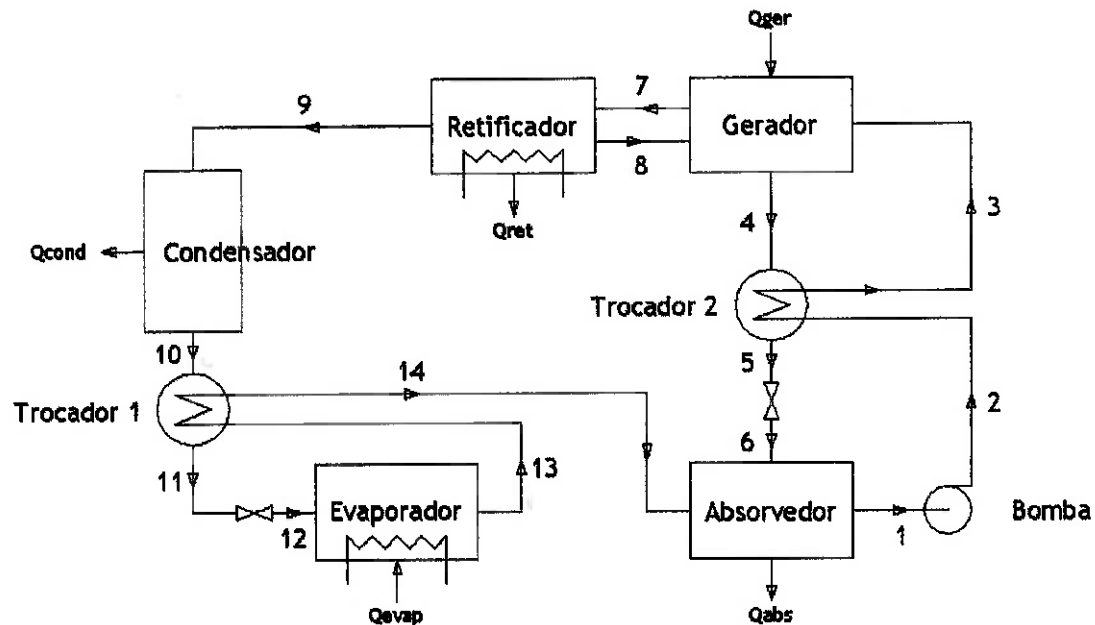 Qger
9
7
Retificador
Gerador
8
Qret
4
3
Qcond
Condensador
Trocador 2
10
14
5
2
Trocador 1
6
11
13
Evaporador
Absorvedor
12
1
Bomba
Qevap
Qabs